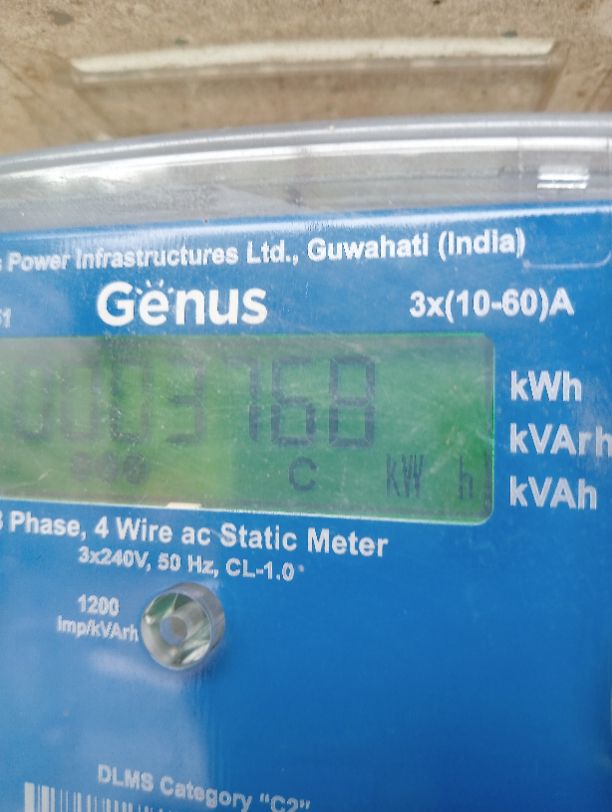 Power Infrastructures Ltd., Guwahati (India)
Genus
3x(10-60)A
0003768
C kW h
kWh
kVArh
kVAh
Phase, 4 Wire ac Static Meter
3x240V, 50 Hz, CL-1.0
1200
imp/kVArh
DLMS Category "C2"